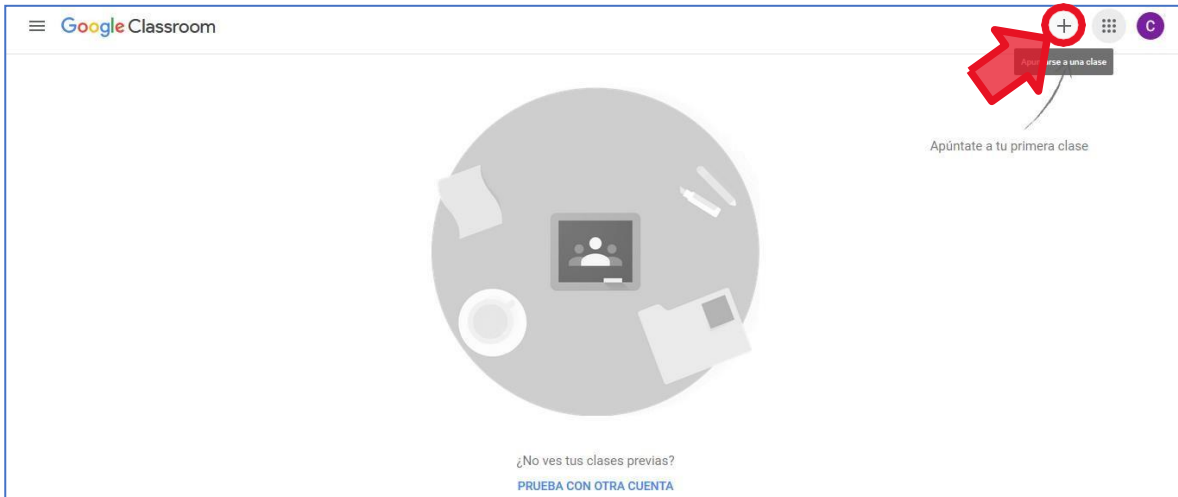 Google Classroom
C
a una clase
Apúntate a tu primera clase
¿No ves tus clases previas?
PRUEBA CON OTRA CUENTA